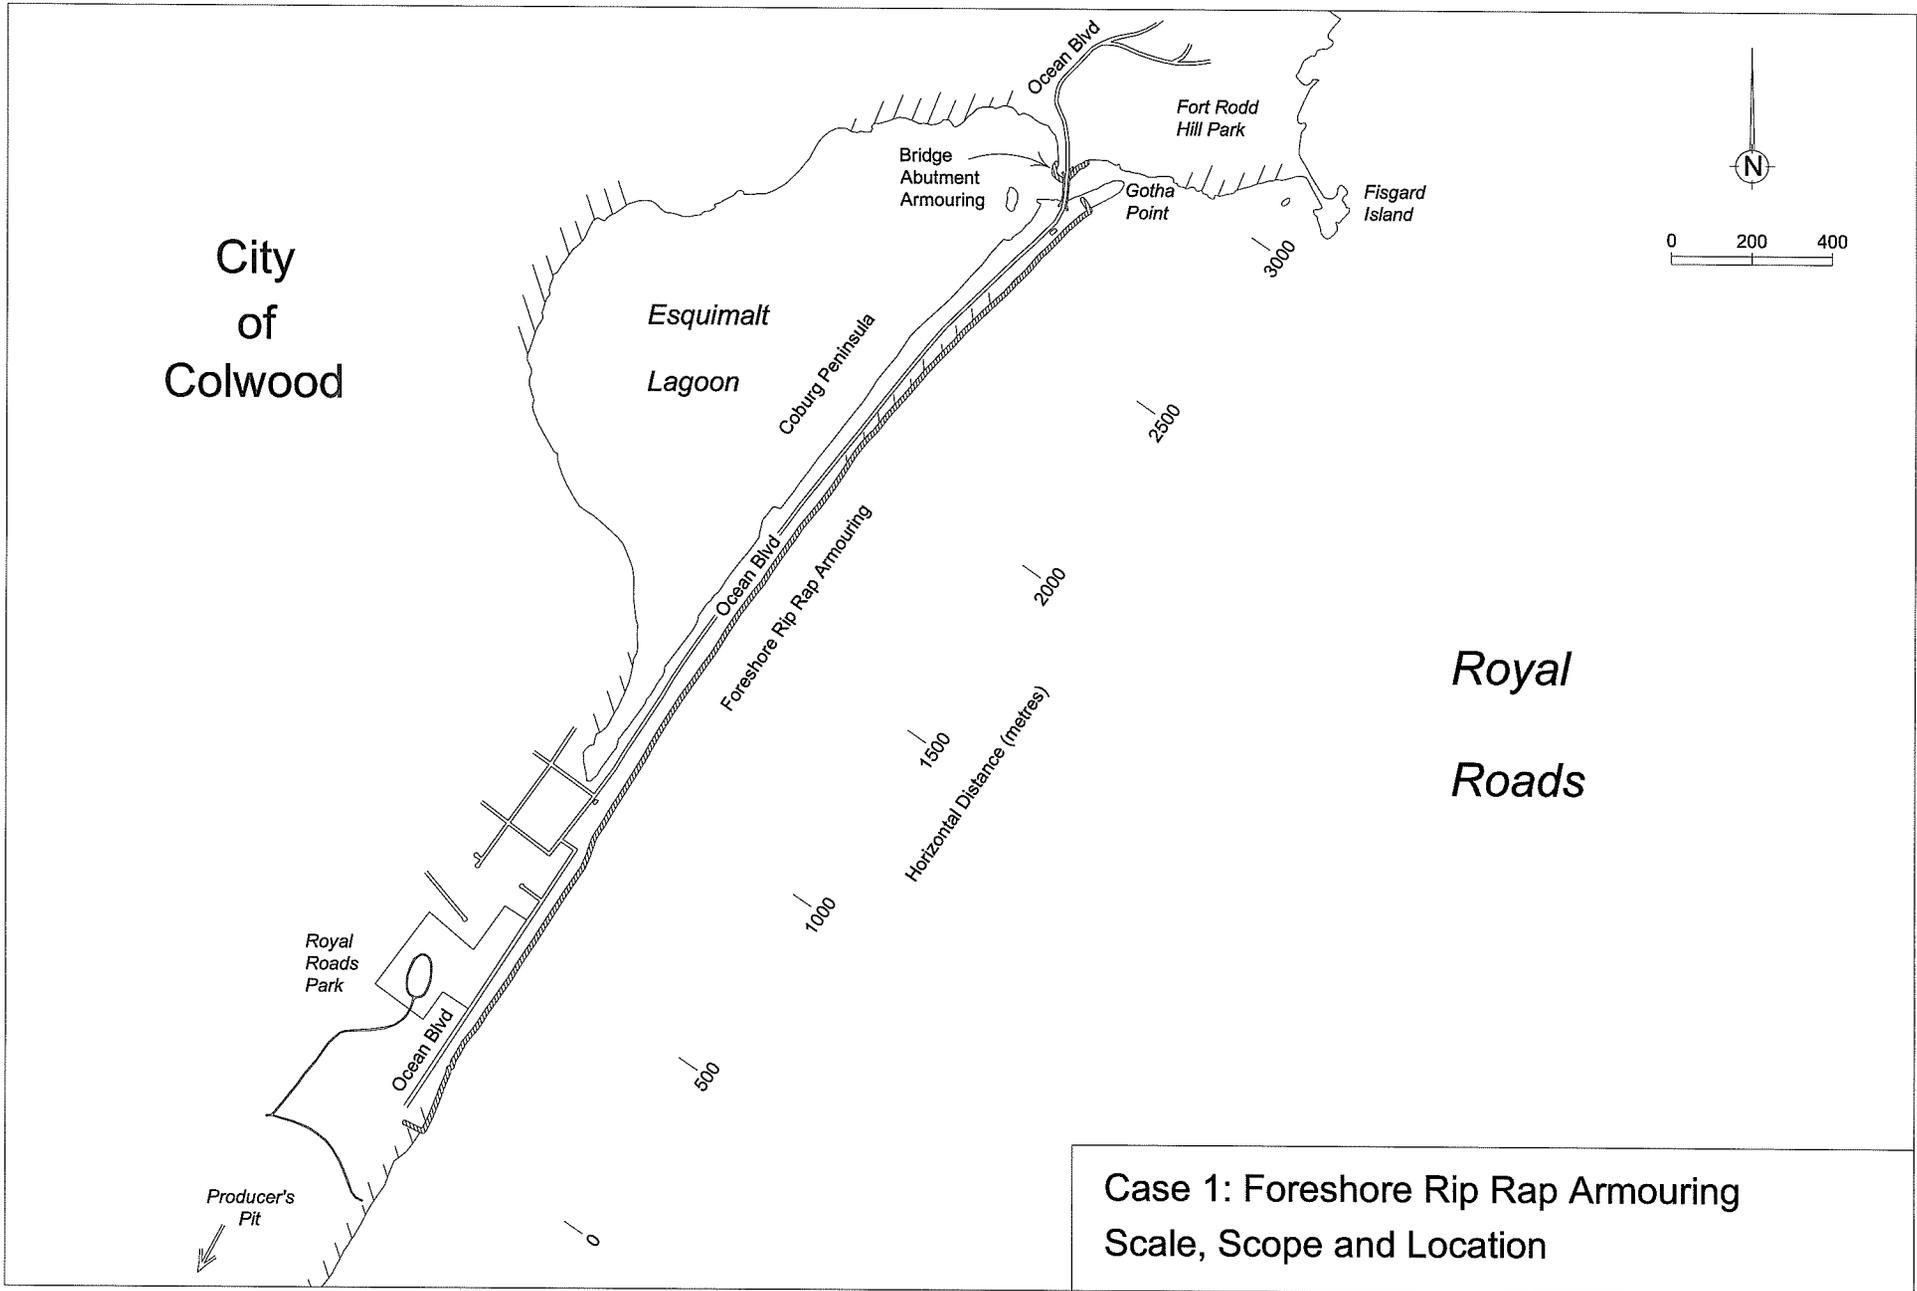 Ocean Blvd
Fort Rodd
Hill Park
Bridge
Abutment
Armouring
N
Gotha
Point
Fisgard
Island
City
of
Colwood
0 200 400
3000
Esquimalt
Lagoon
Coburg Peninsula
2500
Ocean Blvd
Foreshore Rip Rap Armouring
2000
Royal
Roads
1500
Horizontal Distance (metres)
1000
Royal
Roads
Park
Ocean Blvd
500
Producer's
Pit
0
Case 1: Foreshore Rip Rap Armouring
Scale, Scope and Location